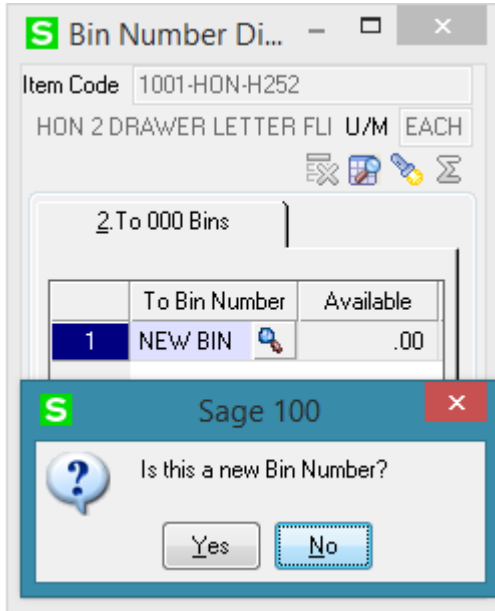 S Bin Number Di...
Item Code 1001-HON-H252
HON 2 DRAWER LETTER FLI U/M EACH
2.To 000 Bins
To Bin Number Available
1 NEW BIN .00
S Sage 100
Is this a new Bin Number?
Yes No